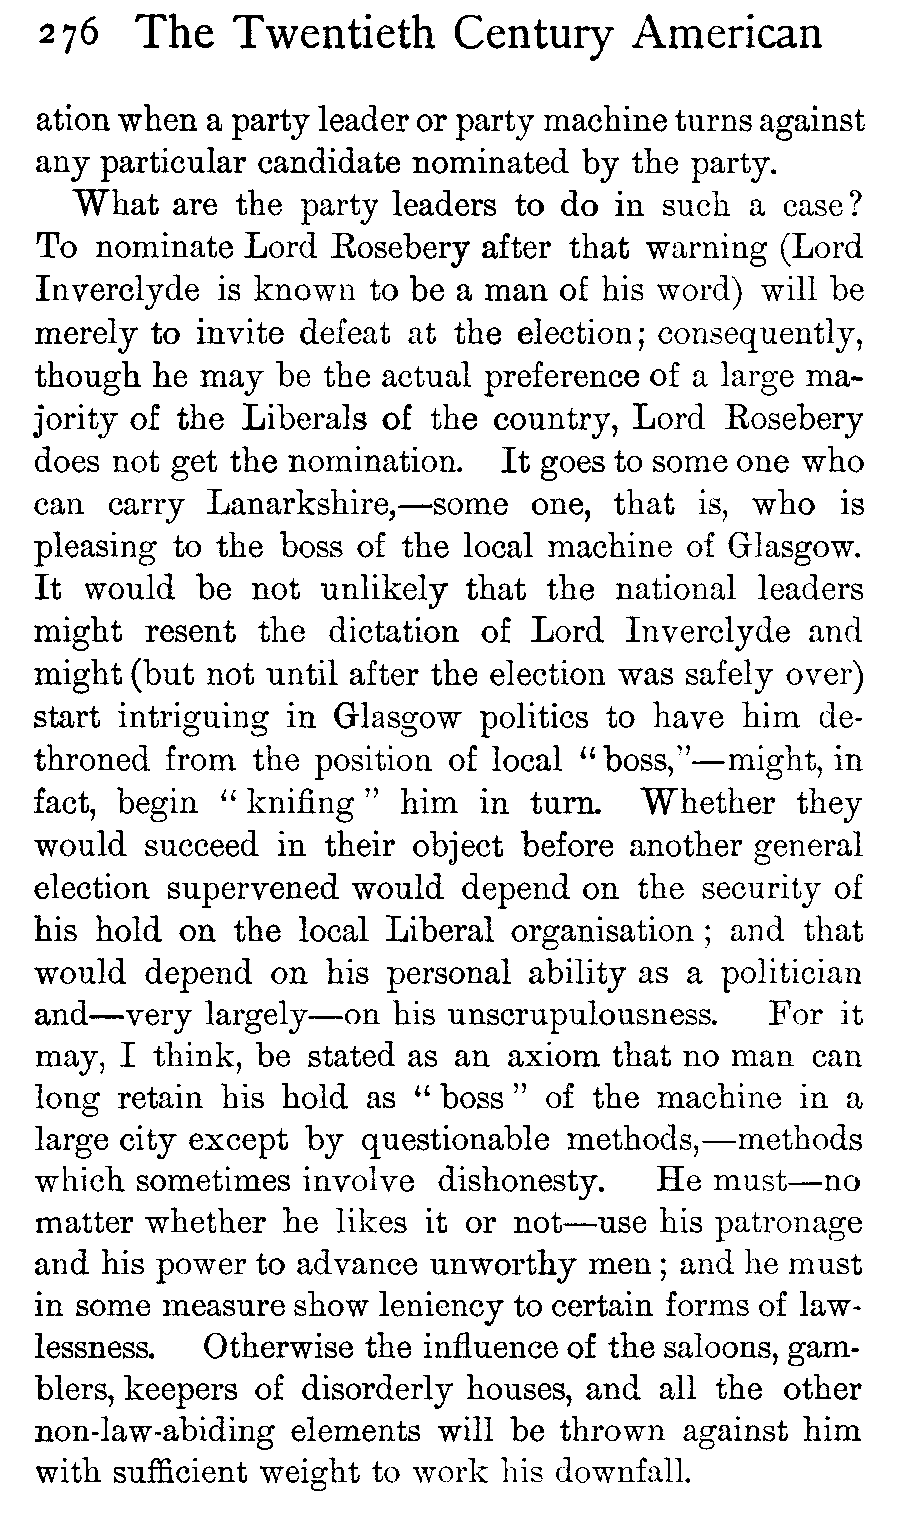 276 The Twentieth Century American
ation when a party leader or party machine turns against
any particular candidate nominated by the party.
What are the party leaders to do in such a case?
To nominate Lord Rosebery after that warning (Lord
Inverclyde is known to be a man of his word) will be
merely to invite defeat at the election; consequently,
though he may be the actual preference of a large ma-
jority of the Liberals of the country, Lord Rosebery
does not get the nomination. It goes to some one who
can carry Lanarkshire,—some one, that is, who is
pleasing to the boss of the local machine of Glasgow.
It would be not unlikely that the national leaders
might resent the dictation of Lord Inverclyde and
might (but not until after the election was safely over)
start intriguing in Glasgow politics to have him de-
throned from the position of local "boss,"—might, in
fact, begin "knifing" him in turn. Whether they
would succeed in their object before another general
election supervened would depend on the security of
his hold on the local Liberal organisation; and that
would depend on his personal ability as a politician
and—very largely—on his unscrupulousness. For it
may, I think, be stated as an axiom that no man can
long retain his hold as "boss" of the machine in a
large city except by questionable methods,—methods
which sometimes involve dishonesty. He must—no
matter whether he likes it or not—use his patronage
and his power to advance unworthy men; and he must
in some measure show leniency to certain forms of law-
lessness. Otherwise the influence of the saloons, gam-
blers, keepers of disorderly houses, and all the other
non-law-abiding elements will be thrown against him
with sufficient weight to work his downfall.